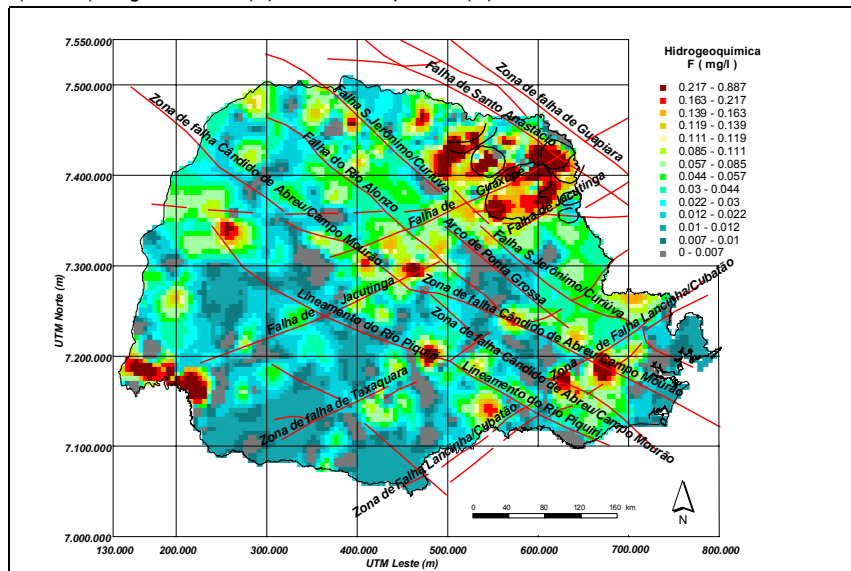 7.550.000
7.500.000
7.400.000
7.300.000
7.200.000
7.100.000
7.000.000
UTM Norte (m)
130.000 200.000 300.000 400.000 500.000 600.000 700.000 800.000
UTM Leste (m)
Hidrogeoquímica
F ( mg/l )
0.217 - 0.887
0.163 - 0.217
0.139 - 0.163
0.119 - 0.139
0.111 - 0.119
0.085 - 0.111
0.057 - 0.085
0.044 - 0.057
0.03 - 0.044
0.022 - 0.03
0.012 - 0.022
0.01 - 0.012
0.007 - 0.01
0 - 0.007
Zona de falha de Guapiara
Falha de Santo Anastácio
Falha S.Jerônimo/Curiúva
Zona de falha Cândido de Abreu/Campo Mourão
Falha do Rio Alonzo
Falha de Guaxupé
Falha de Jacutinga
Arco de Ponta Grossa
Falha S.Jerônimo/Curiúva
Falha de Jacutinga
Lineamento do Rio Piquiri
Zona de falha Cândido de Abreu/Campo Mourão
Zona de Falha Lancinha/Cubatão
Zona de falha Cândido de Abreu/Campo Mourão
Lineamento do Rio Piquiri
Zona de falha de Taxaquara
Zona de Falha Lancinha/Cubatão
0 40 80 120 160 km
N